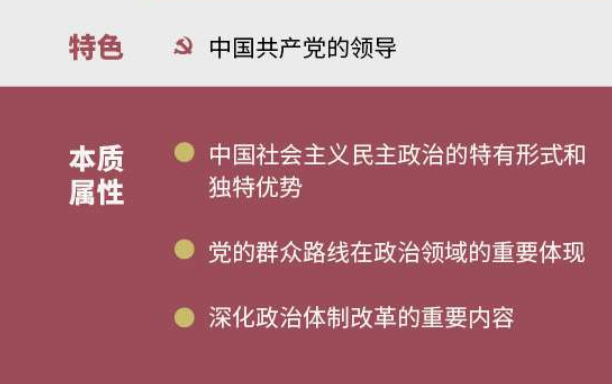 特色
中国共产党的领导
本质
属性
中国社会主义民主政治的特有形式和
独特优势
党的群众路线在政治领域的重要体现
深化政治体制改革的重要内容